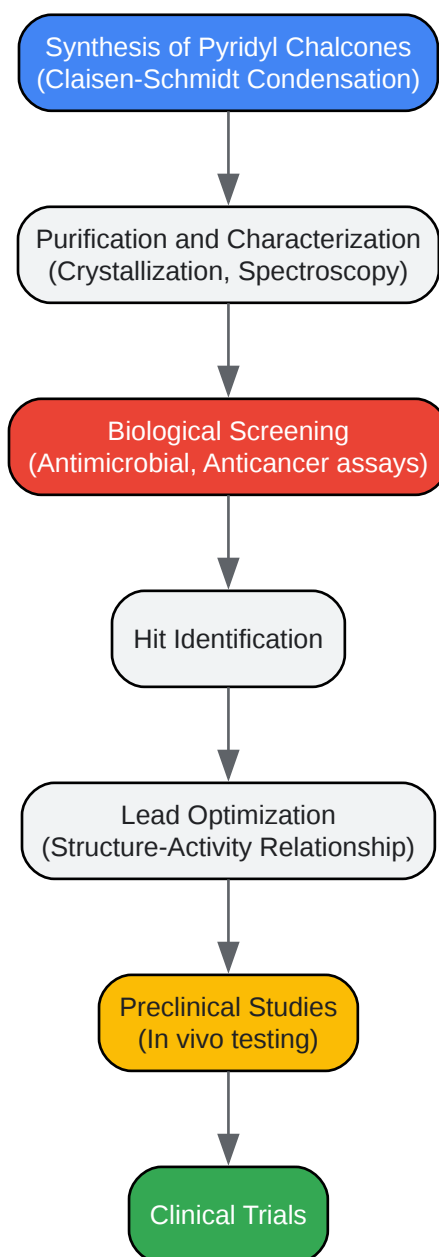 Synthesis of Pyridyl Chalcones
(Claisen-Schmidt Condensation)
Purification and Characterization
(Crystallization, Spectroscopy)
Biological Screening
(Antimicrobial, Anticancer assays)
Hit Identification
Lead Optimization
(Structure-Activity Relationship)
Preclinical Studies
(In vivo testing)
Clinical Trials